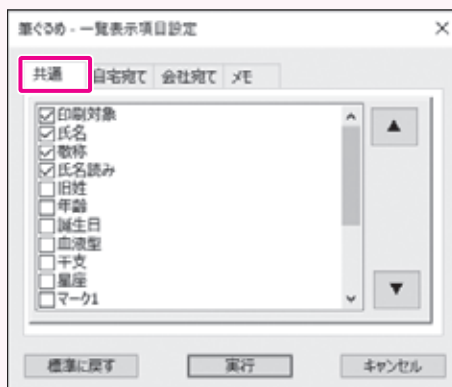 筆ぐるめ - 一覧表示項目設定
共通 自宅宛て 会社宛て メモ
印刷対象
氏名
敬称
氏名読み
旧姓
年齢
誕生日
血液型
干支
星座
マーク1
標準に戻す 実行 キャンセル